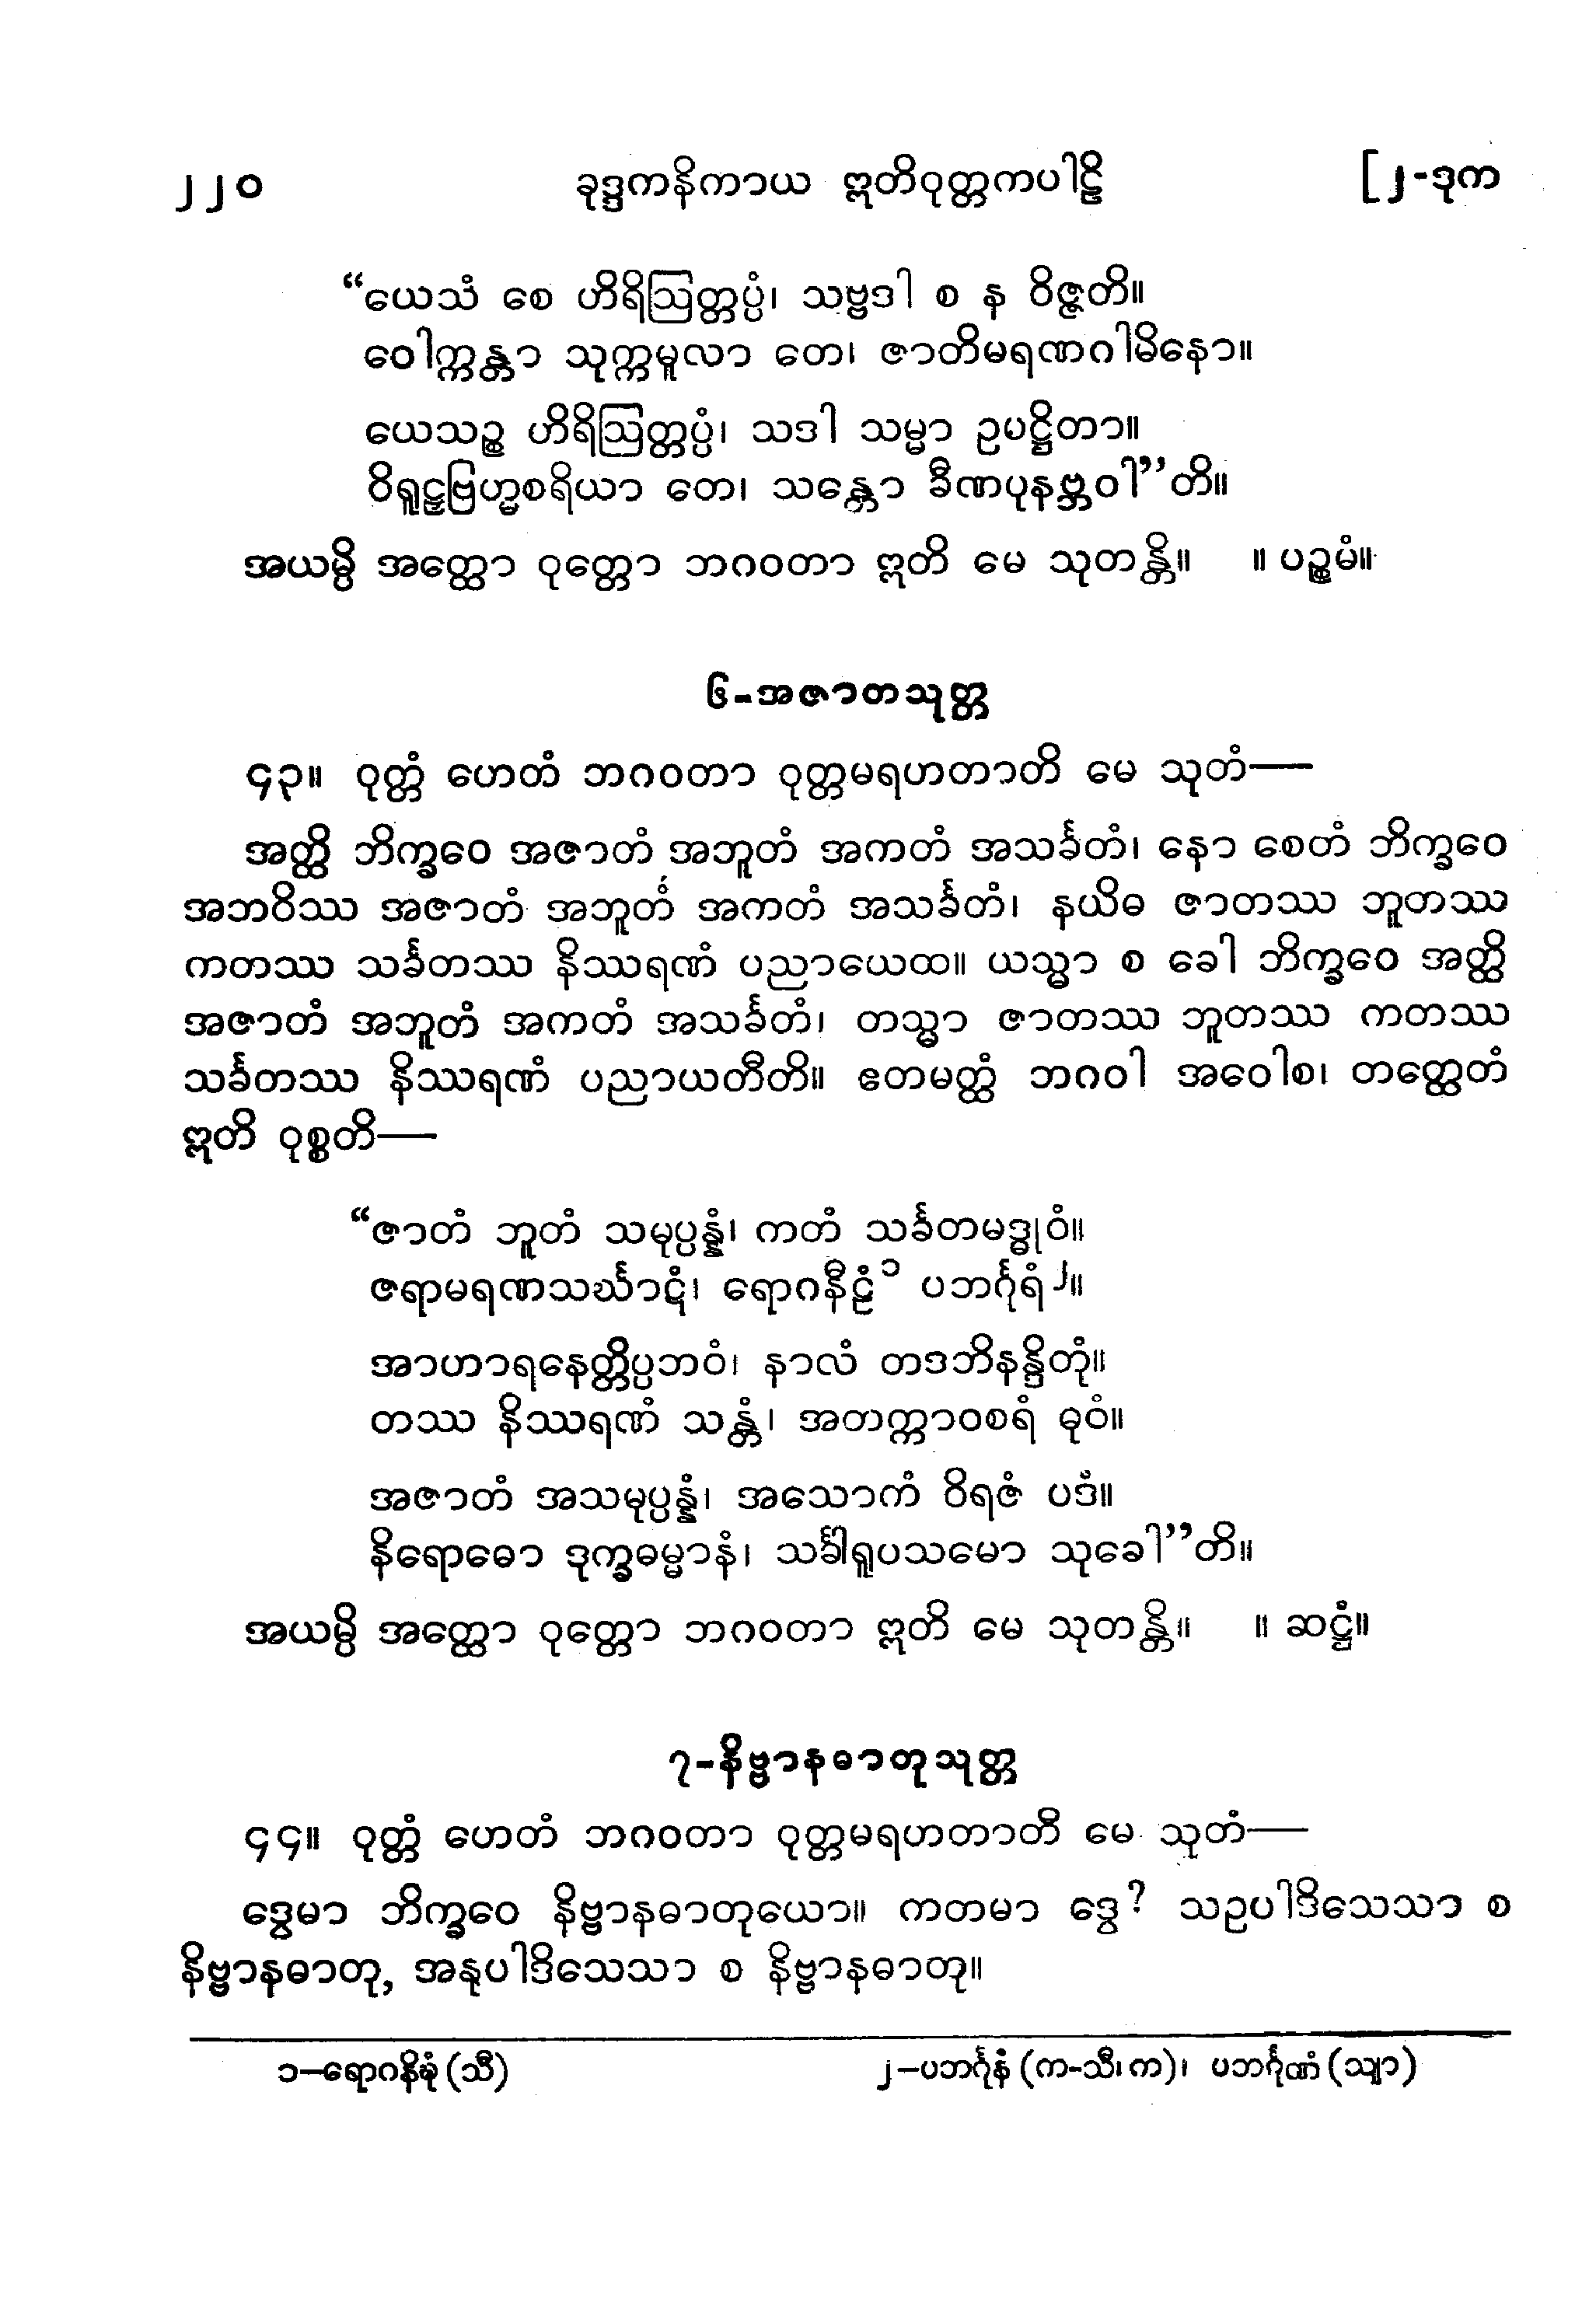 ၂၂၀ ခုဒ္ဒကနိကာယ ဣတိဝုတ္တကပါဠိ [၂-ဒုက
“ယေသံ စေ ဟိရိဩတ္တပ္ပံ၊ သဗ္ဗဒါ စ န ဝိဇ္ဇတိ။
ဝေါက္ကန္တာ သုက္ကမူလာ တေ၊ ဇာတိမရဏဂါမိနော။
ယေသဉ္စ ဟိရိဩတ္တပ္ပံ၊ သဒါ သမ္မာ ဥပဋ္ဌိတာ။
ဝိရူဠှဗြဟ္မစရိယာ တေ၊ သန္တော ခီဏပုနဗ္ဘဝါ”တိ။
အယမ္ပိ အတ္ထော ဝုတ္တော ဘဂဝတာ ဣတိ မေ သုတန္တိ။ ။ ပဉ္စမံ။
၆-အဇာတသုတ္တ
၄၃။ ဝုတ္တံ ဟေတံ ဘဂဝတာ ဝုတ္တမရဟတာတိ မေ သုတံ—
အတ္ထိ ဘိက္ခဝေ အဇာတံ အဘူတံ အကတံ အသင်္ခတံ၊ နော စေတံ ဘိက္ခဝေ
အဘဝိဿ အဇာတံ အဘူတံ အကတံ အသင်္ခတံ၊ နယိဓ ဇာတဿ ဘူတဿ
ကတဿ သင်္ခတဿ နိဿရဏံ ပညာယေထ။ ယသ္မာ စ ခေါ ဘိက္ခဝေ အတ္ထိ
အဇာတံ အဘူတံ အကတံ အသင်္ခတံ၊ တသ္မာ ဇာတဿ ဘူတဿ ကတဿ
သင်္ခတဿ နိဿရဏံ ပညာယတီတိ။ ဧတမတ္ထံ ဘဂဝါ အဝေါစ၊ တတ္ထေတံ
ဣတိ ဝုစ္စတိ—
“ဇာတံ ဘူတံ သမုပ္ပန္နံ၊ ကတံ သင်္ခတမဒ္ဓုဝံ။
ဇရာမရဏသင်္ဃာဋံ၊ ရောဂနီဠံ၁ ပဘင်္ဂုရံ၂။
အာဟာရနေတ္တိပ္ပဘဝံ၊ နာလံ တဒဘိနန္ဒိတုံ။
တဿ နိဿရဏံ သန္တံ၊ အတက္ကာဝစရံ ဓုဝံ။
အဇာတံ အသမုပ္ပန္နံ၊ အသောကံ ဝိရဇံ ပဒံ။
နိရောဓော ဒုက္ခဓမ္မာနံ၊ သင်္ခါရူပသမော သုခေါ”တိ။
အယမ္ပိ အတ္ထော ဝုတ္တော ဘဂဝတာ ဣတိ မေ သုတန္တိ။ ။ ဆဋ္ဌံ။
၇-နိဗ္ဗာနဓာတုသုတ္တ
၄၄။ ဝုတ္တံ ဟေတံ ဘဂဝတာ ဝုတ္တမရဟတာတိ မေ သုတံ—
ဒွေမာ ဘိက္ခဝေ နိဗ္ဗာနဓာတုယော။ ကတမာ ဒွေ? သဥပါဒိသေသာ စ
နိဗ္ဗာနဓာတု, အနုပါဒိသေသာ စ နိဗ္ဗာနဓာတု။
၁—ရောဂနိဍ္ဍံ (သီ) ၂—ပဘင်္ဂုနံ (က-သီ၊ က)၊ ပဘင်္ဂုဏံ (သျာ)